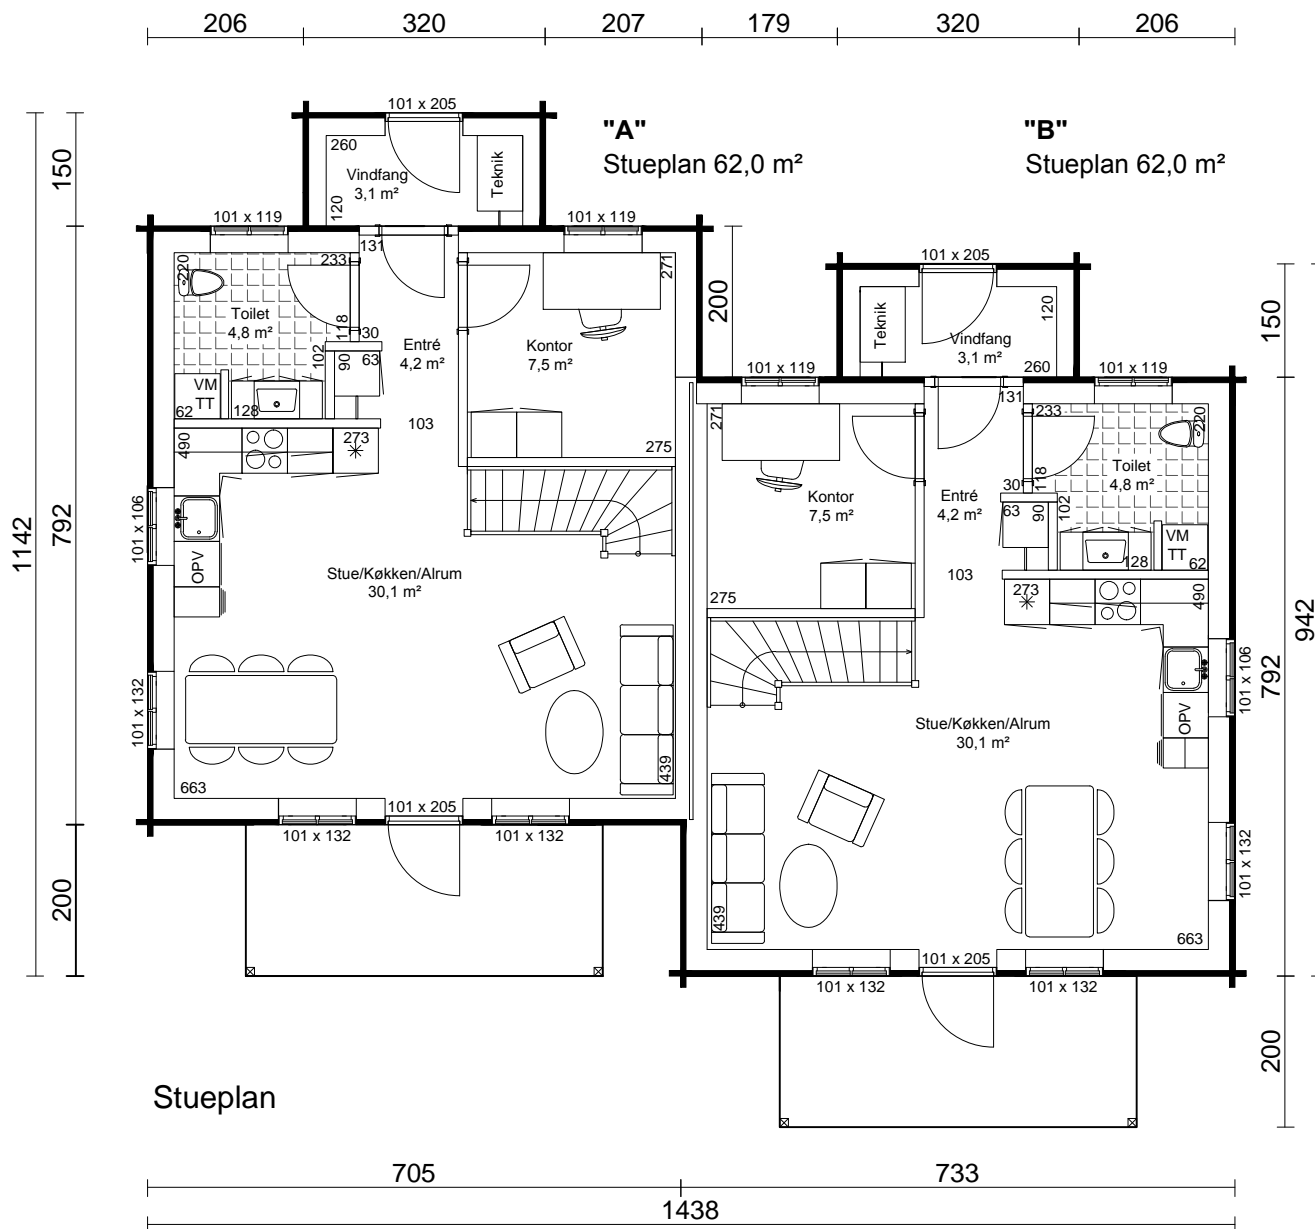 206 320 207 179 320 206
101 x 205
"A"
Stueplan 62,0 m²
"B"
Stueplan 62,0 m²
150
260
Vindfang
3,1 m²
120
Teknik
101 x 119
101 x 119
131
233
220
271
Toilet
4,8 m²
118
30
102
90
63
Entré
4,2 m²
Kontor
7,5 m²
VM
TT
62
128
103
490
273
275
200
101 x 205
Teknik
120
Vindfang
3,1 m²
260
150
101 x 119
101 x 119
131
233
271
220
118
30
Toilet
4,8 m²
63
90
102
Kontor
7,5 m²
Entré
4,2 m²
VM
TT
128
62
103
275
273
490
1142
792
101 x 106
OPV
Stue/Køkken/Alrum
30,1 m²
101 x 132
439
663
101 x 205
101 x 132
101 x 132
200
942
792
101 x 106
OPV
Stue/Køkken/Alrum
30,1 m²
101 x 132
439
663
101 x 205
101 x 132
101 x 132
200
Stueplan
705 733
1438